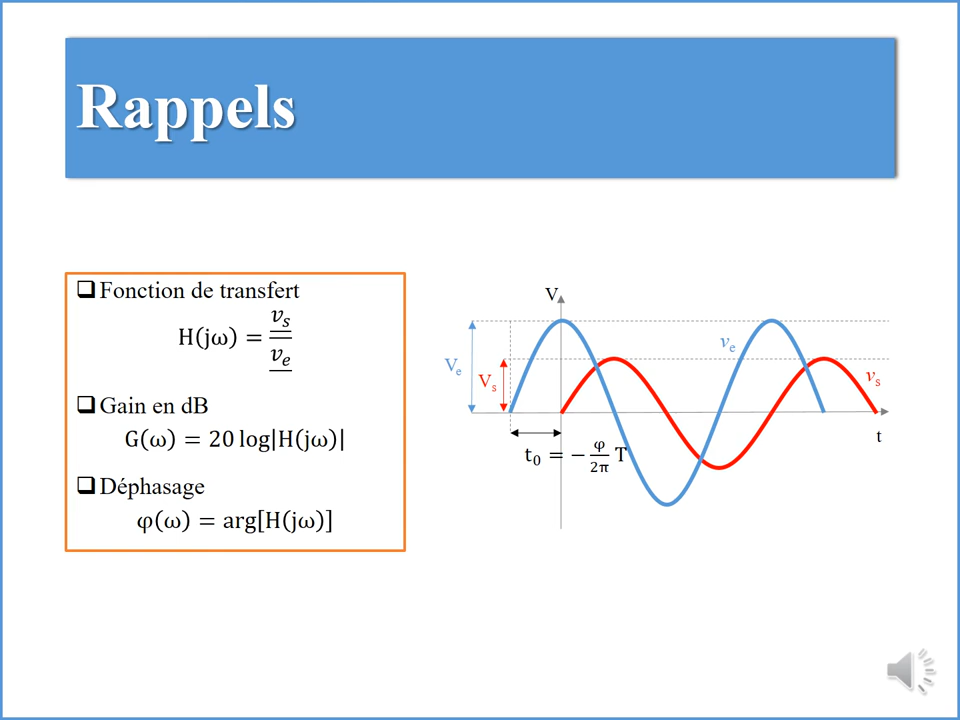 Rappels
❑ Fonction de transfert
H(jω) = v_s / v_e
❑ Gain en dB
G(ω) = 20 log|H(jω)|
❑ Déphasage
φ(ω) = arg[H(jω)]
V
V_e
V_s
v_e
v_s
t
t_0 = − φ/2π T